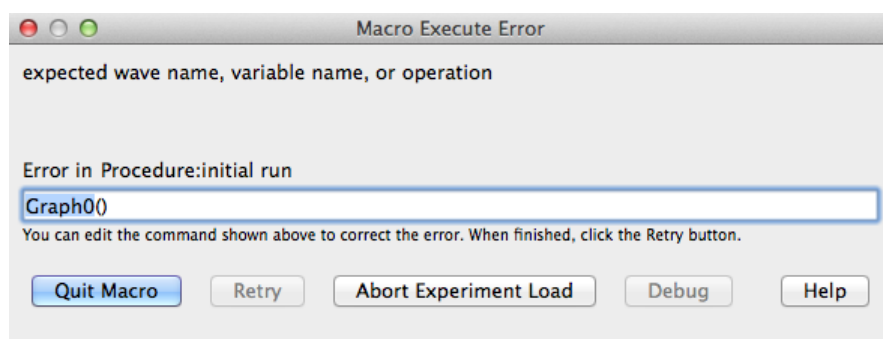 Macro Execute Error
expected wave name, variable name, or operation
Error in Procedure:initial run
Graph0()
You can edit the command shown above to correct the error. When finished, click the Retry button.
Quit Macro Retry Abort Experiment Load Debug Help